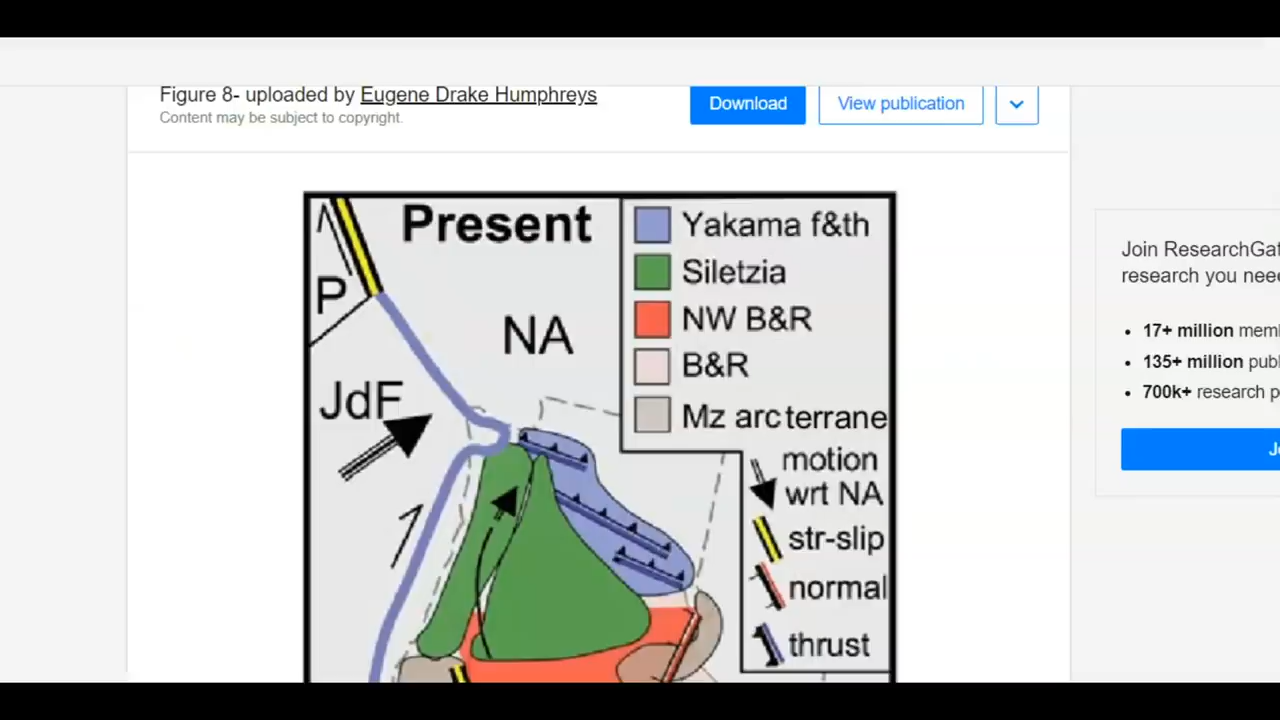 Figure 8- uploaded by Eugene Drake Humphreys
Content may be subject to copyright.
Download
View publication
Present
P
NA
JdF
Yakama f&th
Siletzia
NW B&R
B&R
Mz arc terrane
motion
wrt NA
str-slip
normal
thrust
Join ResearchGat
research you nee
17+ million mem
135+ million pub
700k+ research p